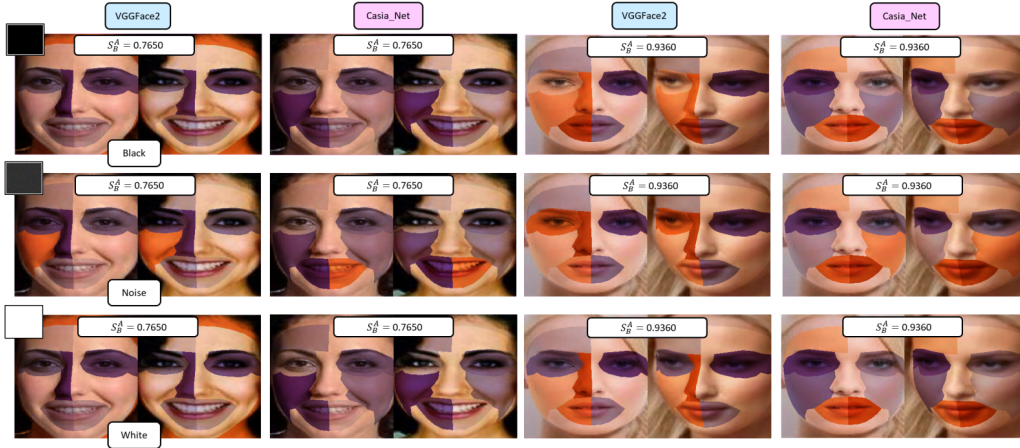 VGGFace2
Casia_Net
VGGFace2
Casia_Net
S_B^A = 0.7650
S_B^A = 0.7650
S_B^A = 0.9360
S_B^A = 0.9360
Black
S_B^A = 0.7650
S_B^A = 0.7650
S_B^A = 0.9360
S_B^A = 0.9360
Noise
S_B^A = 0.7650
S_B^A = 0.7650
S_B^A = 0.9360
S_B^A = 0.9360
White